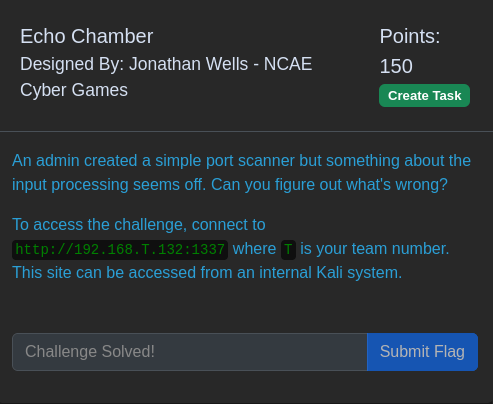 Echo Chamber
Designed By: Jonathan Wells - NCAE
Cyber Games
Points:
150
Create Task
An admin created a simple port scanner but something about the
input processing seems off. Can you figure out what's wrong?
To access the challenge, connect to
http://192.168.T.132:1337 where T is your team number.
This site can be accessed from an internal Kali system.
Challenge Solved!
Submit Flag